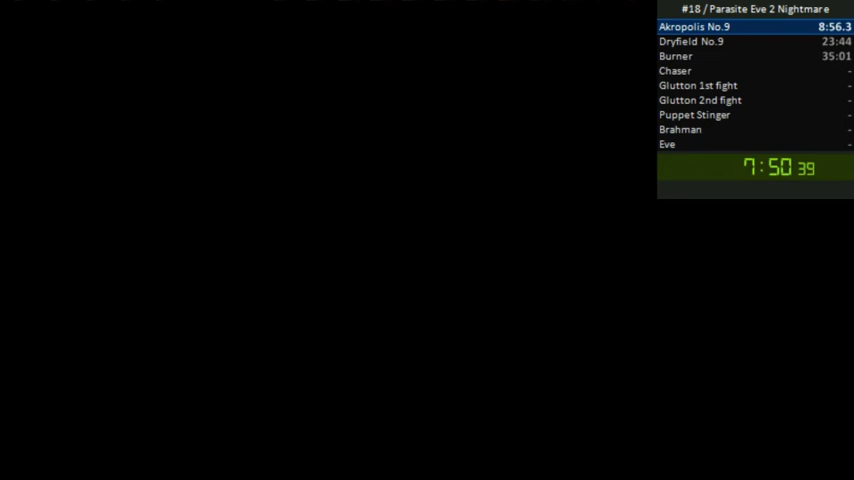 #18 / Parasite Eve 2 Nightmare
Akropolis No.9 8:56.3
Dryfield No.9 23:44
Burner 35:01
Chaser -
Glutton 1st fight -
Glutton 2nd fight -
Puppet Stinger -
Brahman -
Eve -
7:50 39